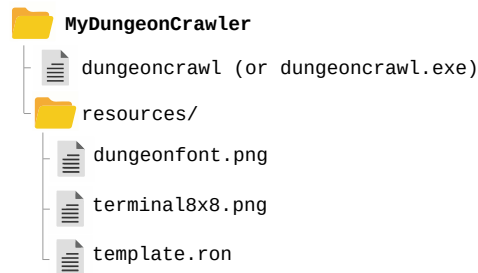 MyDungeonCrawler
dungeoncrawl (or dungeoncrawl.exe)
resources/
dungeonfont.png
terminal8x8.png
template.ron